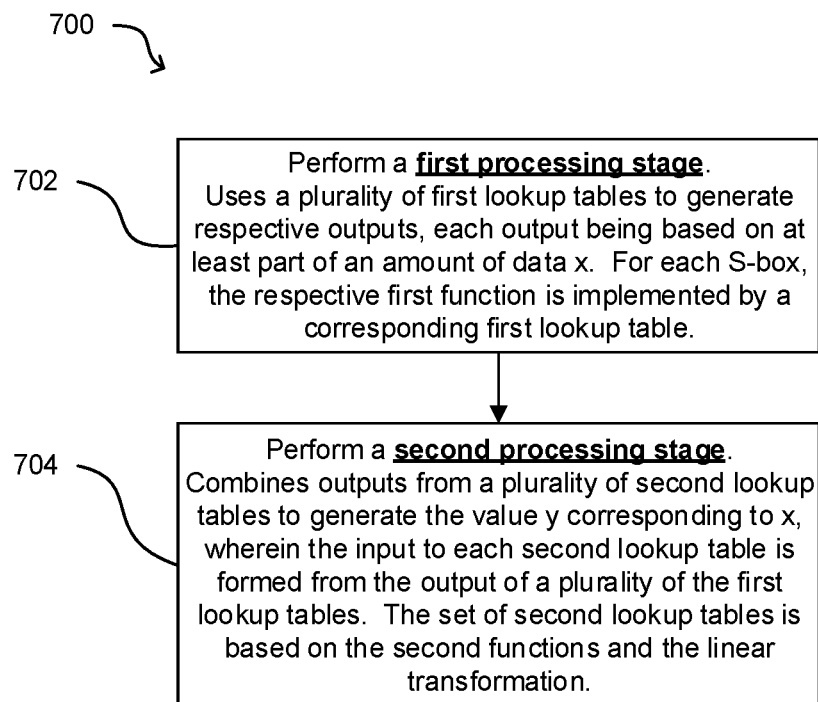 700
702
Perform a first processing stage.
Uses a plurality of first lookup tables to generate
respective outputs, each output being based on at
least part of an amount of data x. For each S-box,
the respective first function is implemented by a
corresponding first lookup table.
704
Perform a second processing stage.
Combines outputs from a plurality of second lookup
tables to generate the value y corresponding to x,
wherein the input to each second lookup table is
formed from the output of a plurality of the first
lookup tables. The set of second lookup tables is
based on the second functions and the linear
transformation.